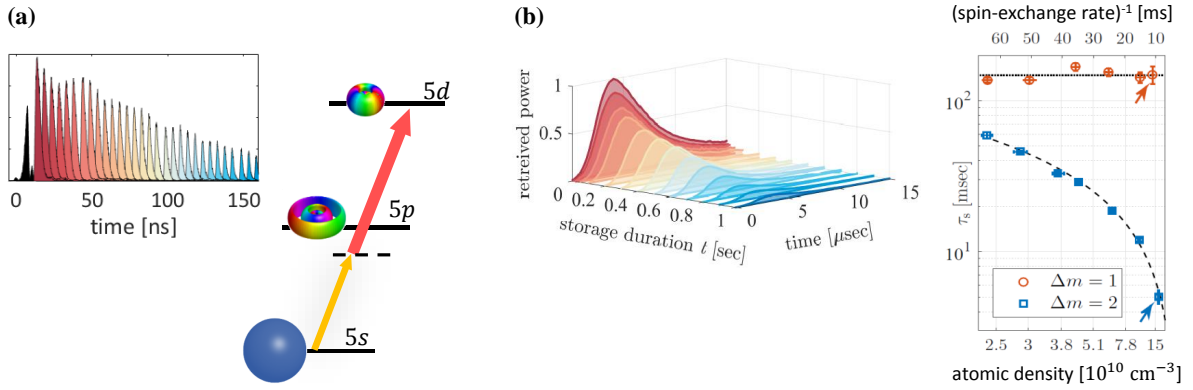 (a)
0
50
100
150
time [ns]
5d
5p
5s
(b)
1
0.5
0
retreived power
0
0.2
0.4
0.6
0.8
1
storage duration t [sec]
0
5
10
15
time [μsec]
(spin-exchange rate)⁻¹ [ms]
60 50 40 30 20 10
10²
10¹
τₛ [msec]
Δm = 1
Δm = 2
2.5 3 3.8 5.1 7.8 15
atomic density [10¹⁰ cm⁻³]